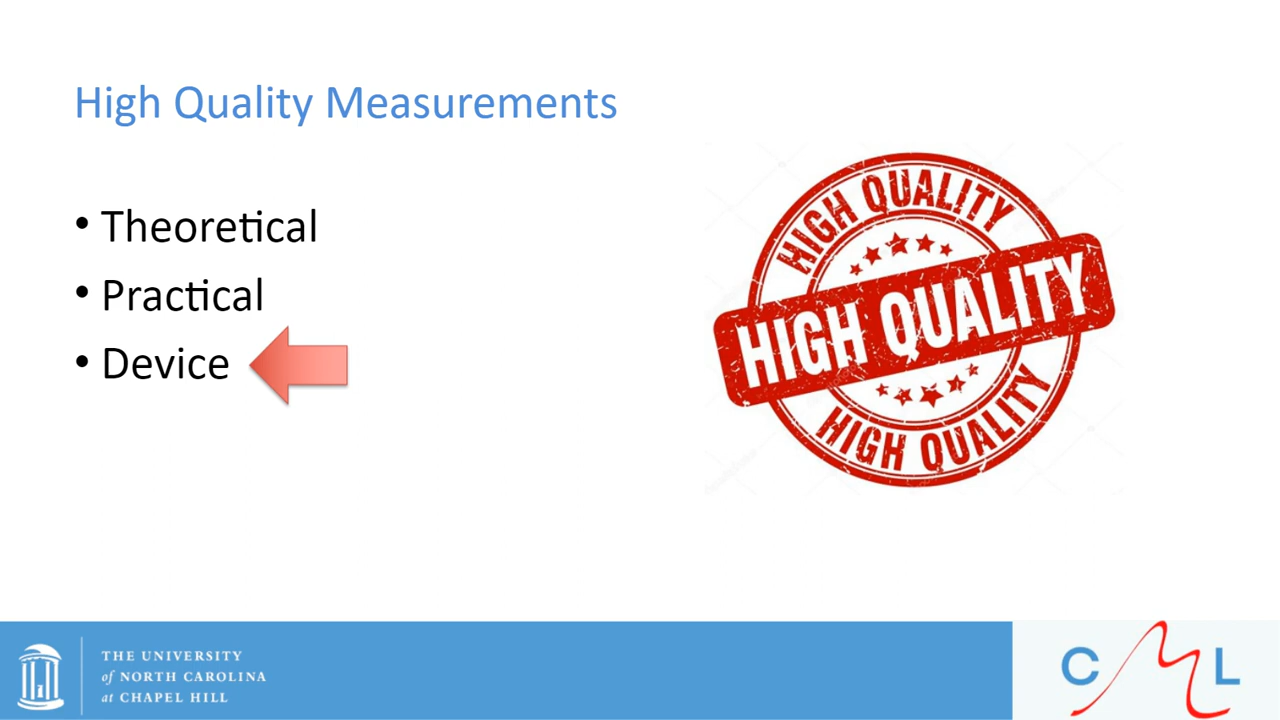 High Quality Measurements
• Theoretical
• Practical
• Device
HIGH QUALITY
HIGH QUALITY
HIGH QUALITY
THE UNIVERSITY
of NORTH CAROLINA
at CHAPEL HILL
C M L